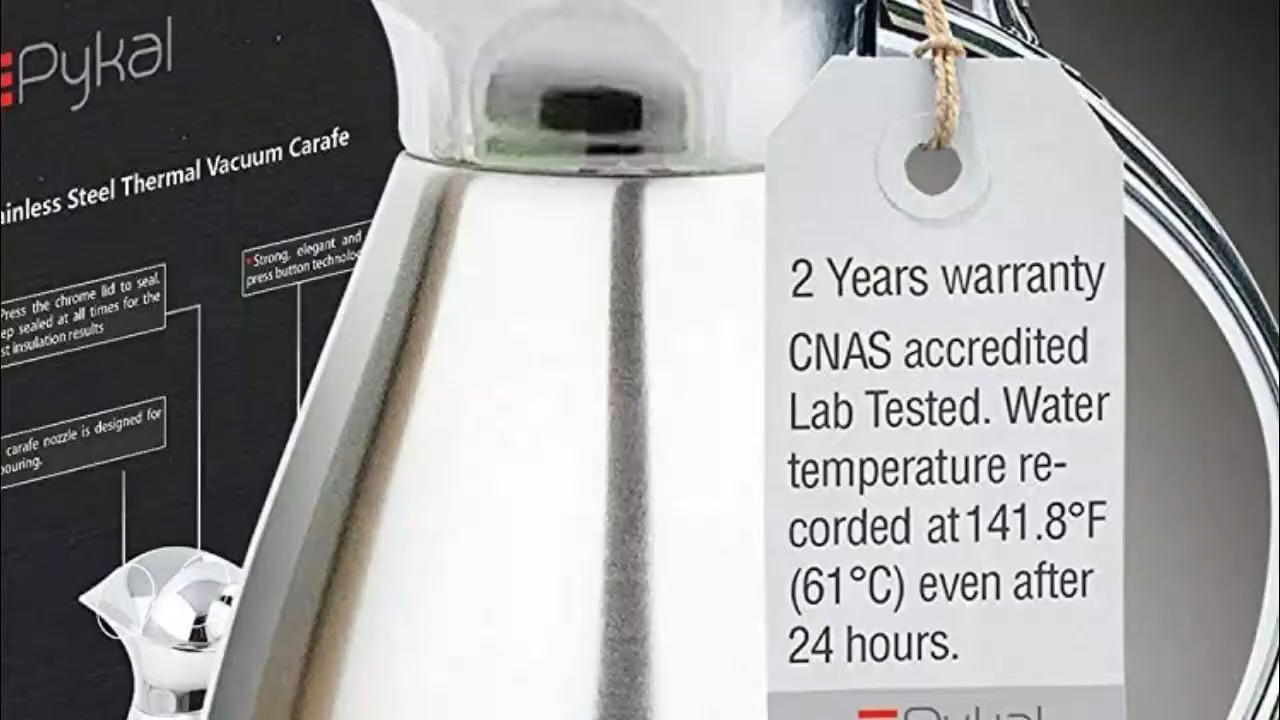 Pykal
ainless Steel Thermal Vacuum Carafe
Strong, elegant and
press button technolo
Press the chrome lid to seal.
ep sealed at all times for the
st insulation results
carafe nozzle is designed for
pouring.
2 Years warranty
CNAS accredited
Lab Tested. Water
temperature re-
corded at 141.8°F
(61°C) even after
24 hours.
Pykal